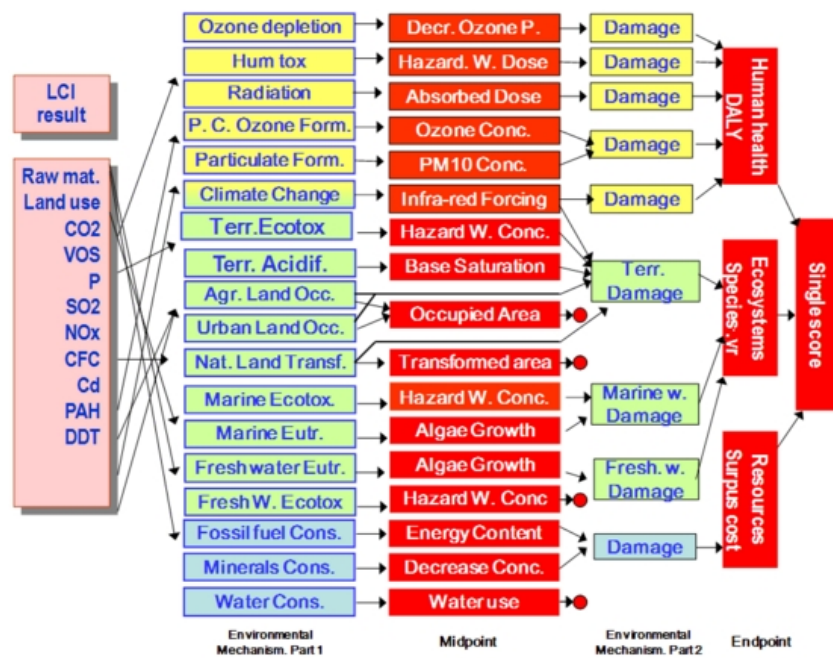 LCI
result
Raw mat.
Land use
CO2
VOS
P
SO2
NOx
CFC
Cd
PAH
DDT
Ozone depletion
Hum tox
Radiation
P. C. Ozone Form.
Particulate Form.
Climate Change
Terr.Ecotox
Terr. Acidif.
Agr. Land Occ.
Urban Land Occ.
Nat. Land Transf.
Marine Ecotox.
Marine Eutr.
Freshwater Eutr.
Fresh W. Ecotox
Fossil fuel Cons.
Minerals Cons.
Water Cons.
Environmental
Mechanism. Part 1
Decr. Ozone P.
Hazard. W. Dose
Absorbed Dose
Ozone Conc.
PM10 Conc.
Infra-red Forcing
Hazard W. Conc.
Base Saturation
Occupied Area
Transformed area
Hazard W. Conc.
Algae Growth
Algae Growth
Hazard W. Conc
Energy Content
Decrease Conc.
Water use
Midpoint
Damage
Damage
Damage
Damage
Damage
Terr.
Damage
Marine w.
Damage
Fresh. w.
Damage
Damage
Environmental
Mechanism. Part 2
Human health
DALY
Ecosystems
Species .yr
Resources
Surpus cost
Endpoint
Single score